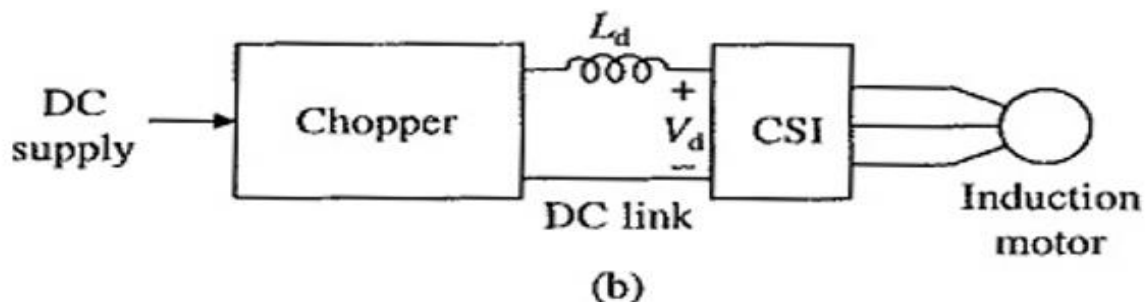 DC
supply
Chopper
L_d
+
V_d
−
CSI
DC link
Induction
motor
(b)